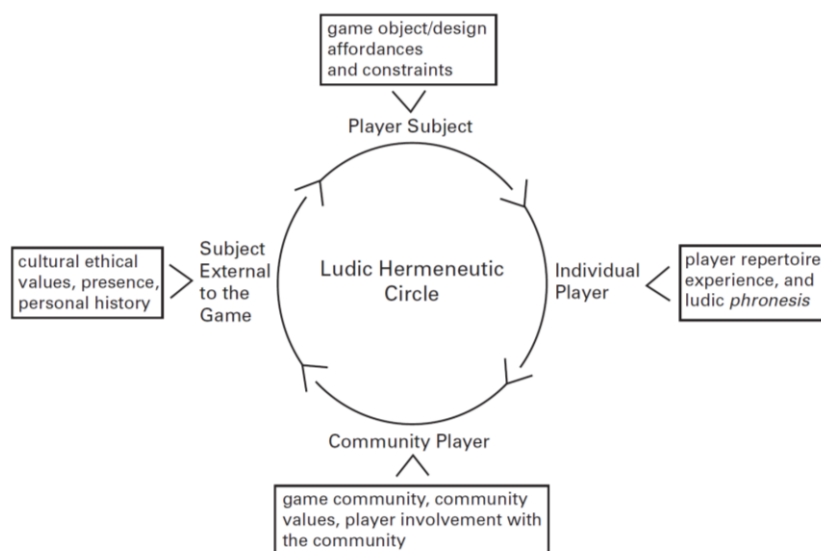 game object/design
affordances
and constraints
Player Subject
cultural ethical
values, presence,
personal history
Subject
External
to the
Game
Ludic Hermeneutic
Circle
Individual
Player
player repertoire
experience, and
ludic phronesis
Community Player
game community, community
values, player involvement with
the community